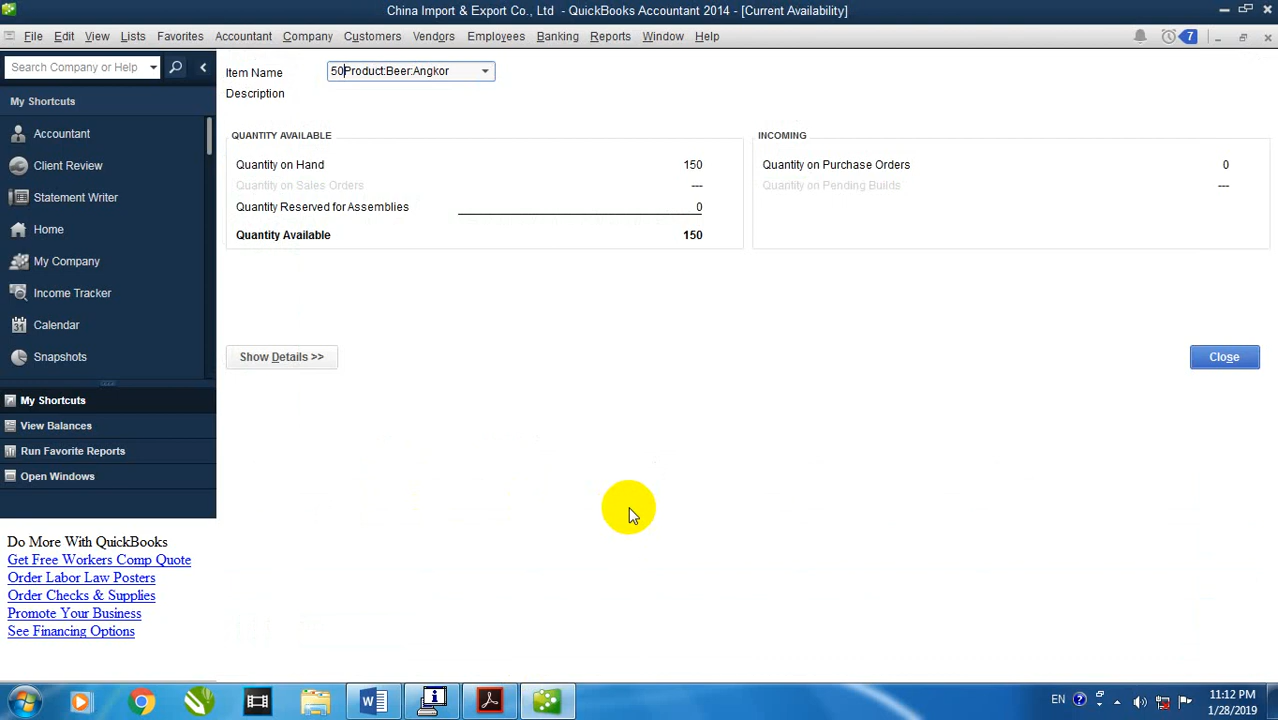 China Import & Export Co., Ltd - QuickBooks Accountant 2014 - [Current Availability]
File Edit View Lists Favorites Accountant Company Customers Vendors Employees Banking Reports Window Help 7
Search Company or Help
Item Name 50Product:Beer:Angkor
Description
My Shortcuts
Accountant
Client Review
Statement Writer
Home
My Company
Income Tracker
31 Calendar
Snapshots
My Shortcuts
View Balances
Run Favorite Reports
Open Windows
Do More With QuickBooks
Get Free Workers Comp Quote
Order Labor Law Posters
Order Checks & Supplies
Promote Your Business
See Financing Options
QUANTITY AVAILABLE
Quantity on Hand 150
Quantity on Sales Orders ---
Quantity Reserved for Assemblies 0
Quantity Available 150
INCOMING
Quantity on Purchase Orders 0
Quantity on Pending Builds ---
Show Details >>
Close
EN
11:12 PM
1/28/2019